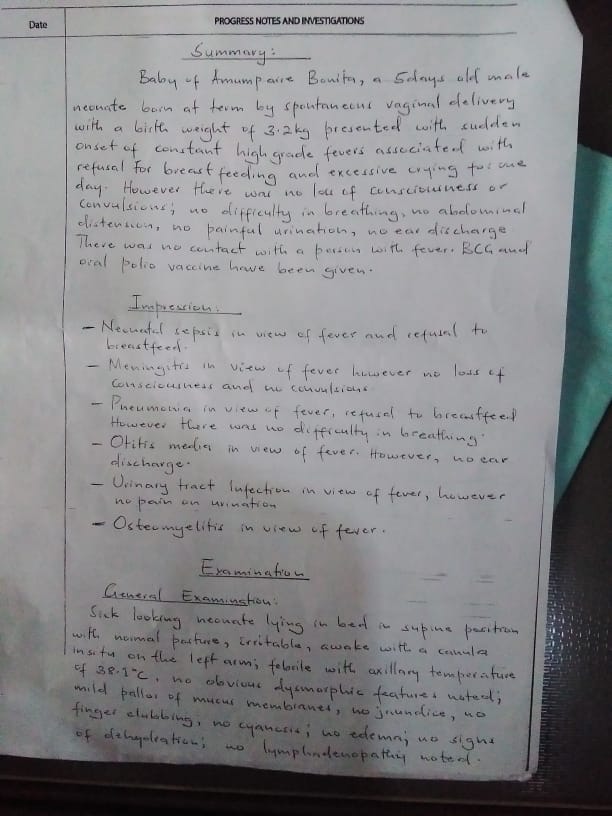 Date
PROGRESS NOTES AND INVESTIGATIONS
Summary:
Baby of Amumpaire Bonita, a 5days old male
neonate born at term by spontaneous vaginal delivery
with a birth weight of 3.2kg presented with sudden
onset of constant high grade fevers associated with
refusal for breast feeding and excessive crying for one
day. However there was no loss of consciousness or
convulsions; no difficulty in breathing, no abdominal
distension, no painful urination, no ear discharge
There was no contact with a person with fever. BCG and
oral polio vaccine have been given.
Impression:
- Neonatal sepsis in view of fever and refusal to
breastfeed.
- Meningitis in view of fever however no loss of
consciousness and no convulsions
- Pneumonia in view of fever, refusal to breastfeed
However there was no difficulty in breathing.
- Otitis media in view of fever. However, no ear
discharge.
- Urinary tract Infection in view of fever, however
no pain on urination
- Osteomyelitis in view of fever.
Examination
General Examination:
Sick looking neonate lying in bed in supine position
with normal posture, irritable, awake with a canula
insitu on the left arm; febrile with axillary temperature
of 38.1°C, no obvious dysmorphic features noted;
mild pallor of mucus membranes, no jaundice, no
finger clubbing, no cyanosis; no edema; no signs
of dehydration; no lymphadenopathy noted.